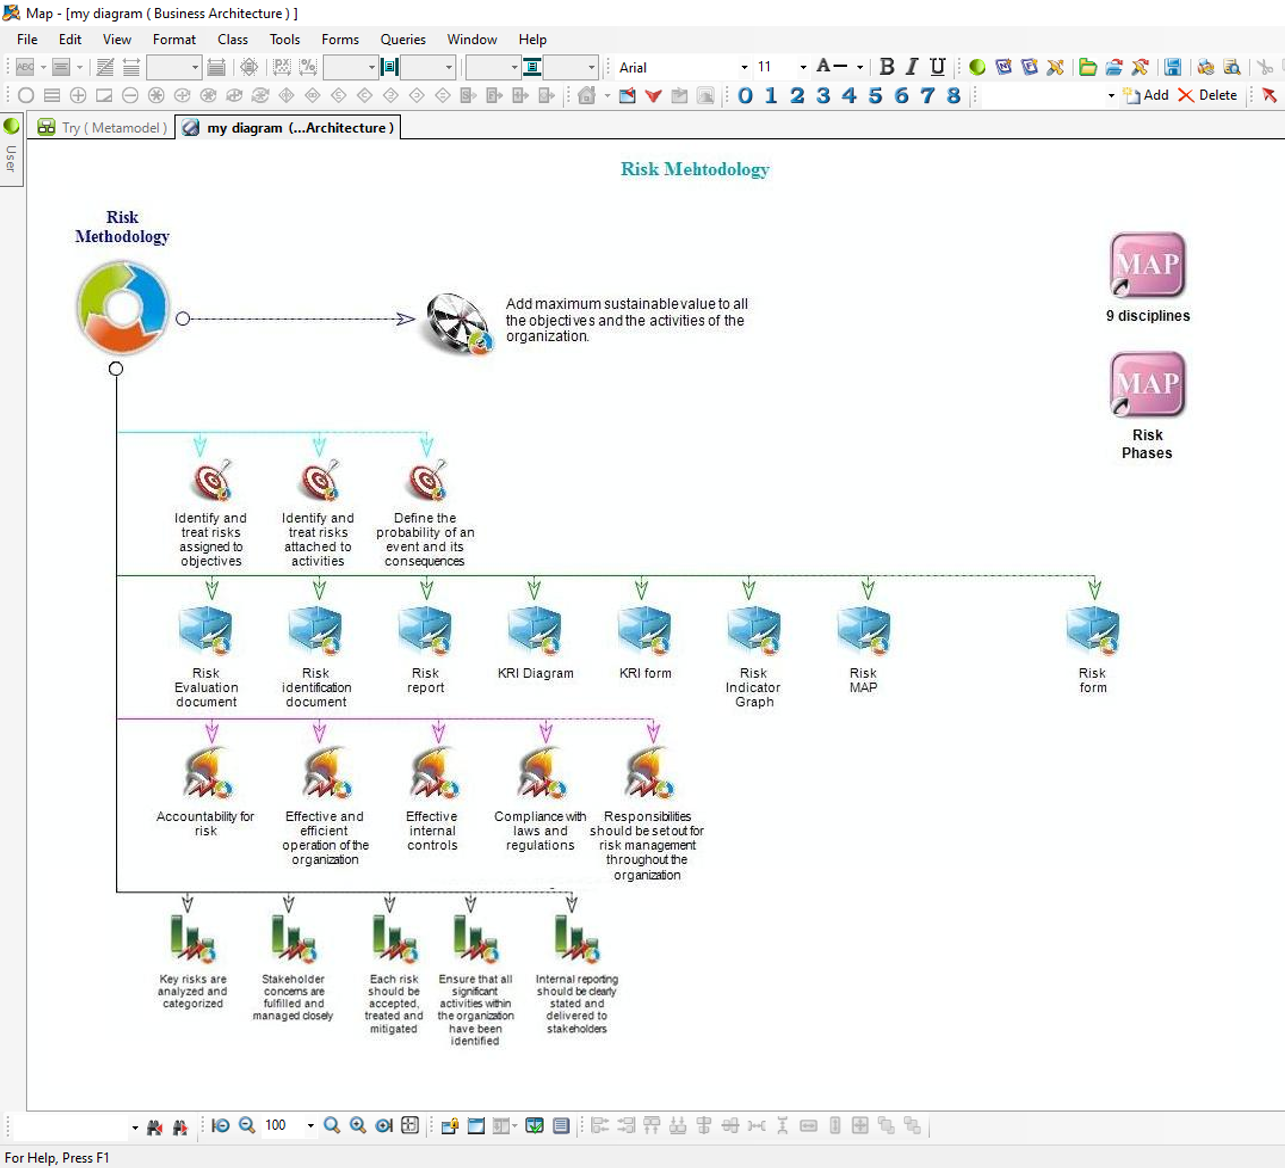 Map - [my diagram ( Business Architecture ) ]
File Edit View Format Class Tools Forms Queries Window Help
ABC Arial 11 A B I U
0 1 2 3 4 5 6 7 8 Add Delete
User
Try ( Metamodel ) my diagram (...Architecture )
Risk Mehtodology
Risk
Methodology
MAP
9 disciplines
Add maximum sustainable value to all
the objectives and the activities of the
organization.
MAP
Risk
Phases
Identify and
treat risks
assigned to
objectives
Identify and
treat risks
attached to
activities
Define the
probability of an
event and its
consequences
Risk
Evaluation
document
Risk
identification
document
Risk
report
KRI Diagram
KRI form
Risk
Indicator
Graph
Risk
MAP
Risk
form
Accountability for
risk
Effective and
efficient
operation of the
organization
Effective
internal
controls
Compliance with
laws and
regulations
Responsibilities
should be set out for
risk management
throughout the
organization
Key risks are
analyzed and
categorized
Stakeholder
concerns are
fulfilled and
managed closely
Each risk
should be
accepted,
treated and
mitigated
Ensure that all
significant
activities within
the organization
have been
identified
Internal reporting
should be clearly
stated and
delivered to
stakeholders
100
For Help, Press F1